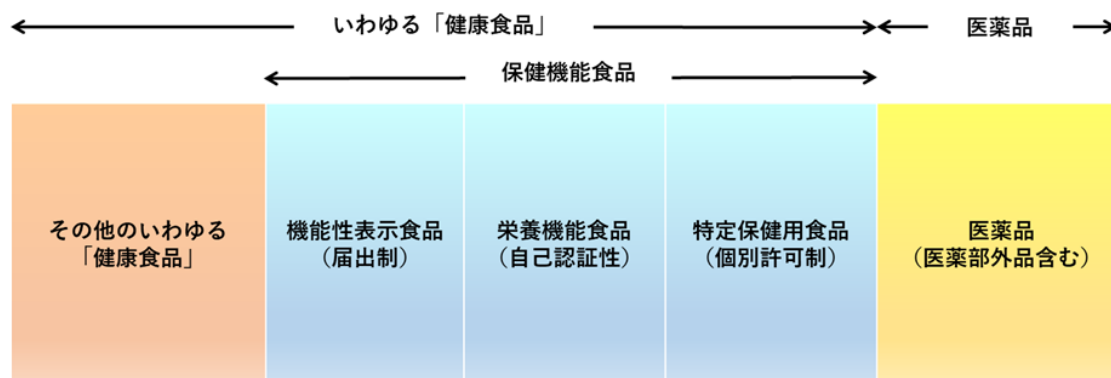 いわゆる「健康食品」
医薬品
保健機能食品
その他のいわゆる
「健康食品」
機能性表示食品
（届出制）
栄養機能食品
（自己認証性）
特定保健用食品
（個別許可制）
医薬品
（医薬部外品含む）